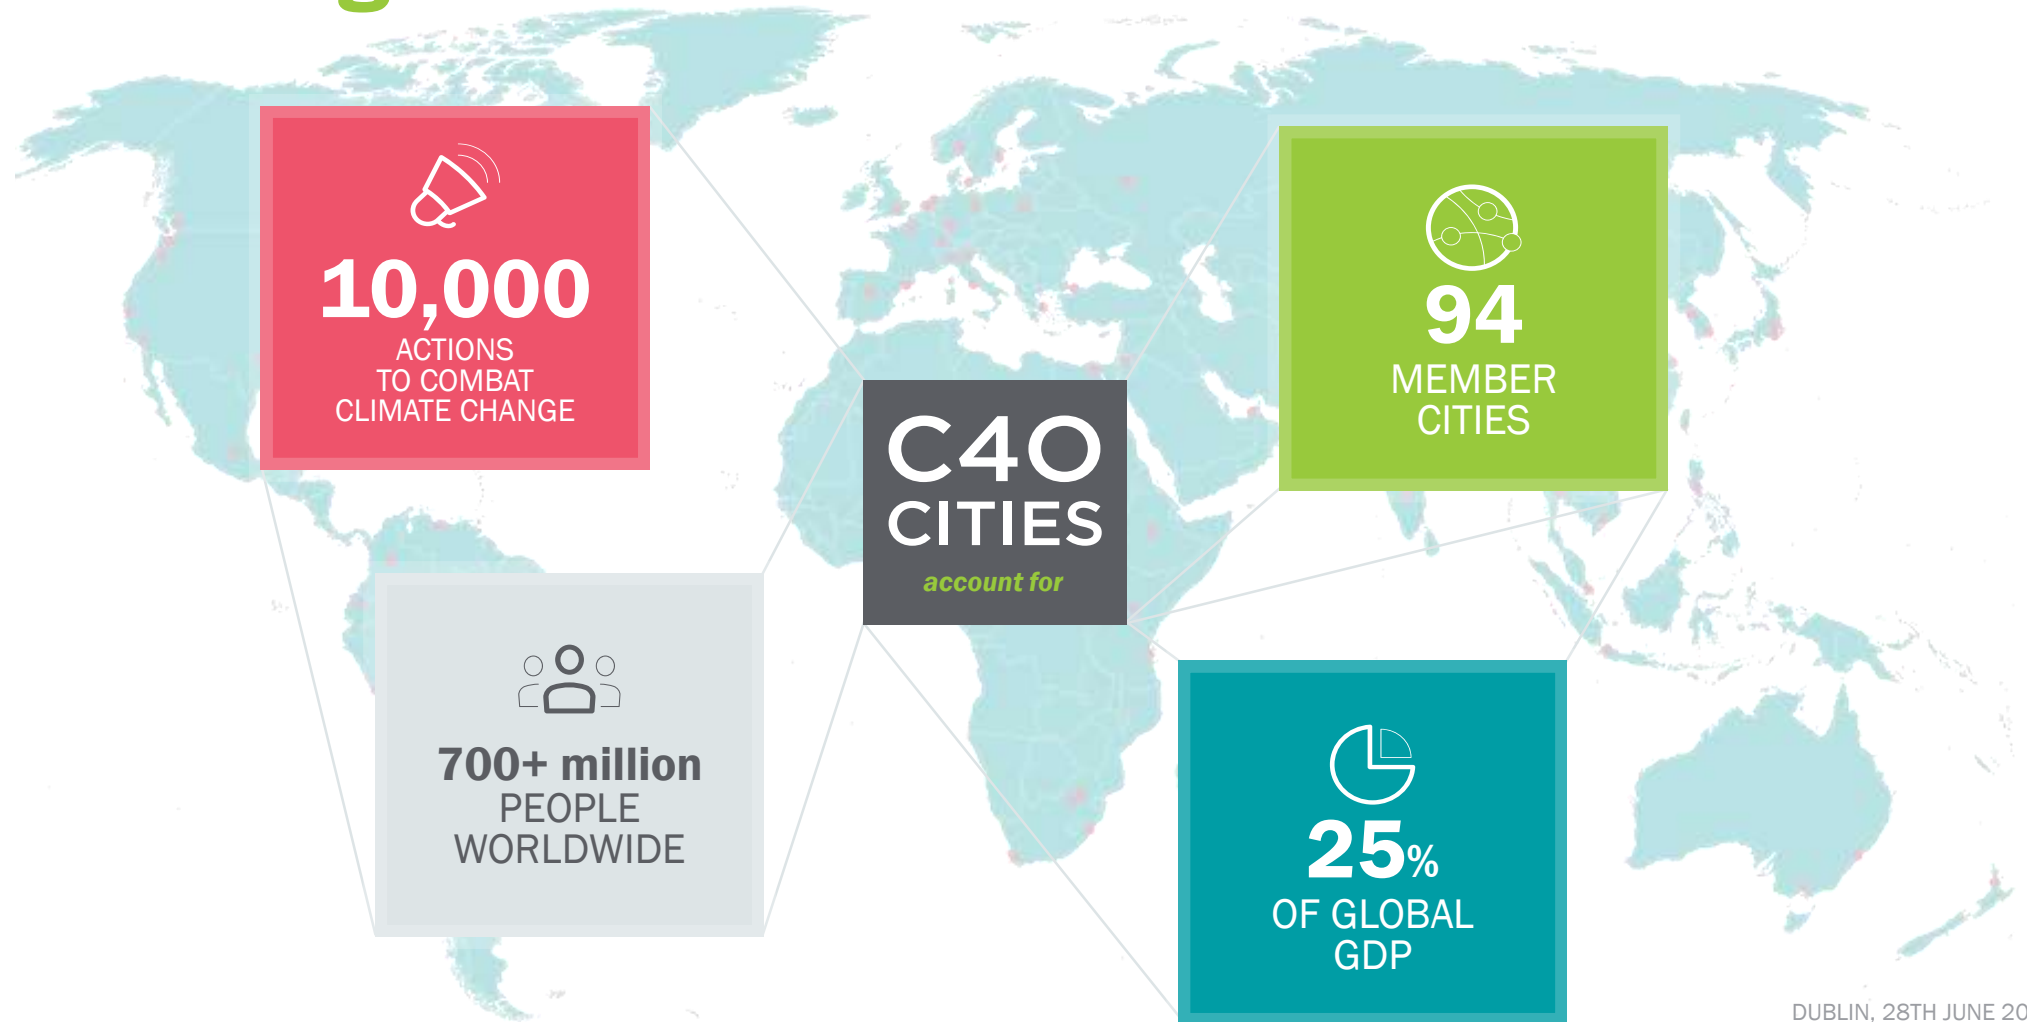 10,000
ACTIONS
TO COMBAT
CLIMATE CHANGE
94
MEMBER
CITIES
C40
CITIES
account for
700+ million
PEOPLE
WORLDWIDE
25%
OF GLOBAL
GDP
DUBLIN, 28TH JUNE 20